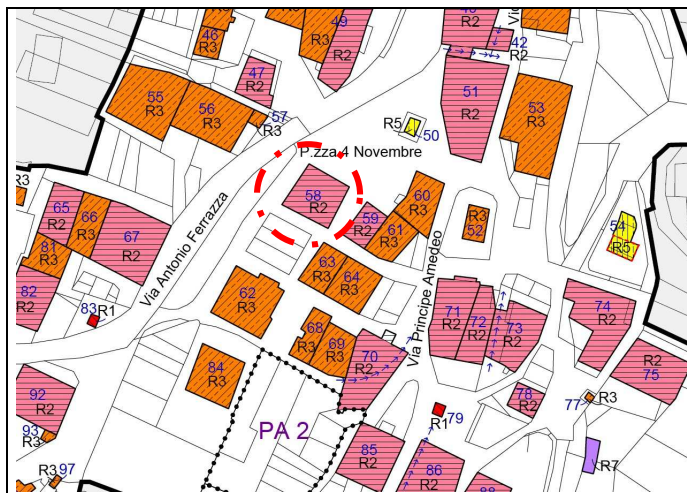 46
R3
R3
49
R2
Via
R2
42
R2
47
R2
51
R2
55
R3
56
R3
57
R3
R5
50
53
R3
P.zza 4 Novembre
58
R2
60
R3
59
R2
61
R3
R3
52
54
R5
R3
65
R2
66
R3
67
R2
81
R3
82
R2
83 R1
Via Antonio Ferrazza
62
R3
63
R3
64
R3
Via Principe Amedeo
71
R2
72
R2
73
R2
74
R2
R2
75
68
R3
69
R3
70
R2
84
R3
92
R2
93
R3
R3 97
PA 2
78
R2
77
R3
R1 79
85
R2
86
R2
88
R7